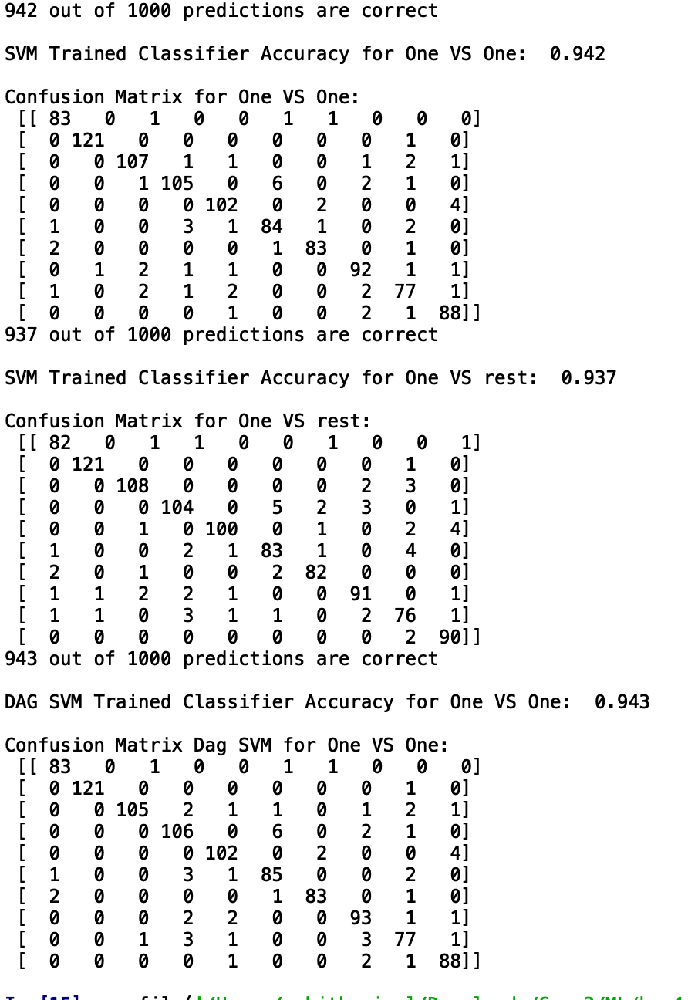 942 out of 1000 predictions are correct
SVM Trained Classifier Accuracy for One VS One:  0.942
Confusion Matrix for One VS One:
[[ 83   0   1   0   0   1   1   0   0   0]
[  0 121   0   0   0   0   0   0   1   0]
[  0   0 107   1   1   0   0   1   2   1]
[  0   0   1 105   0   6   0   2   1   0]
[  0   0   0   0 102   0   2   0   0   4]
[  1   0   0   3   1  84   1   0   2   0]
[  2   0   0   0   0   1  83   0   1   0]
[  0   1   2   1   1   0   0  92   1   1]
[  1   0   2   1   2   0   0   2  77   1]
[  0   0   0   0   1   0   0   2   1  88]]
937 out of 1000 predictions are correct
SVM Trained Classifier Accuracy for One VS rest:  0.937
Confusion Matrix for One VS rest:
[[ 82   0   1   1   0   0   1   0   0   1]
[  0 121   0   0   0   0   0   0   1   0]
[  0   0 108   0   0   0   0   2   3   0]
[  0   0   0 104   0   5   2   3   0   1]
[  0   0   1   0 100   0   1   0   2   4]
[  1   0   0   2   1  83   1   0   4   0]
[  2   0   1   0   0   2  82   0   0   0]
[  1   1   2   2   1   0   0  91   0   1]
[  1   1   0   3   1   1   0   2  76   1]
[  0   0   0   0   0   0   0   0   2  90]]
943 out of 1000 predictions are correct
DAG SVM Trained Classifier Accuracy for One VS One:  0.943
Confusion Matrix Dag SVM for One VS One:
[[ 83   0   1   0   0   1   1   0   0   0]
[  0 121   0   0   0   0   0   0   1   0]
[  0   0 105   2   1   1   0   1   2   1]
[  0   0   0 106   0   6   0   2   1   0]
[  0   0   0   0 102   0   2   0   0   4]
[  1   0   0   3   1  85   0   0   2   0]
[  2   0   0   0   0   1  83   0   1   0]
[  0   0   0   2   2   0   0  93   1   1]
[  0   0   1   3   1   0   0   3  77   1]
[  0   0   0   0   1   0   0   2   1  88]]